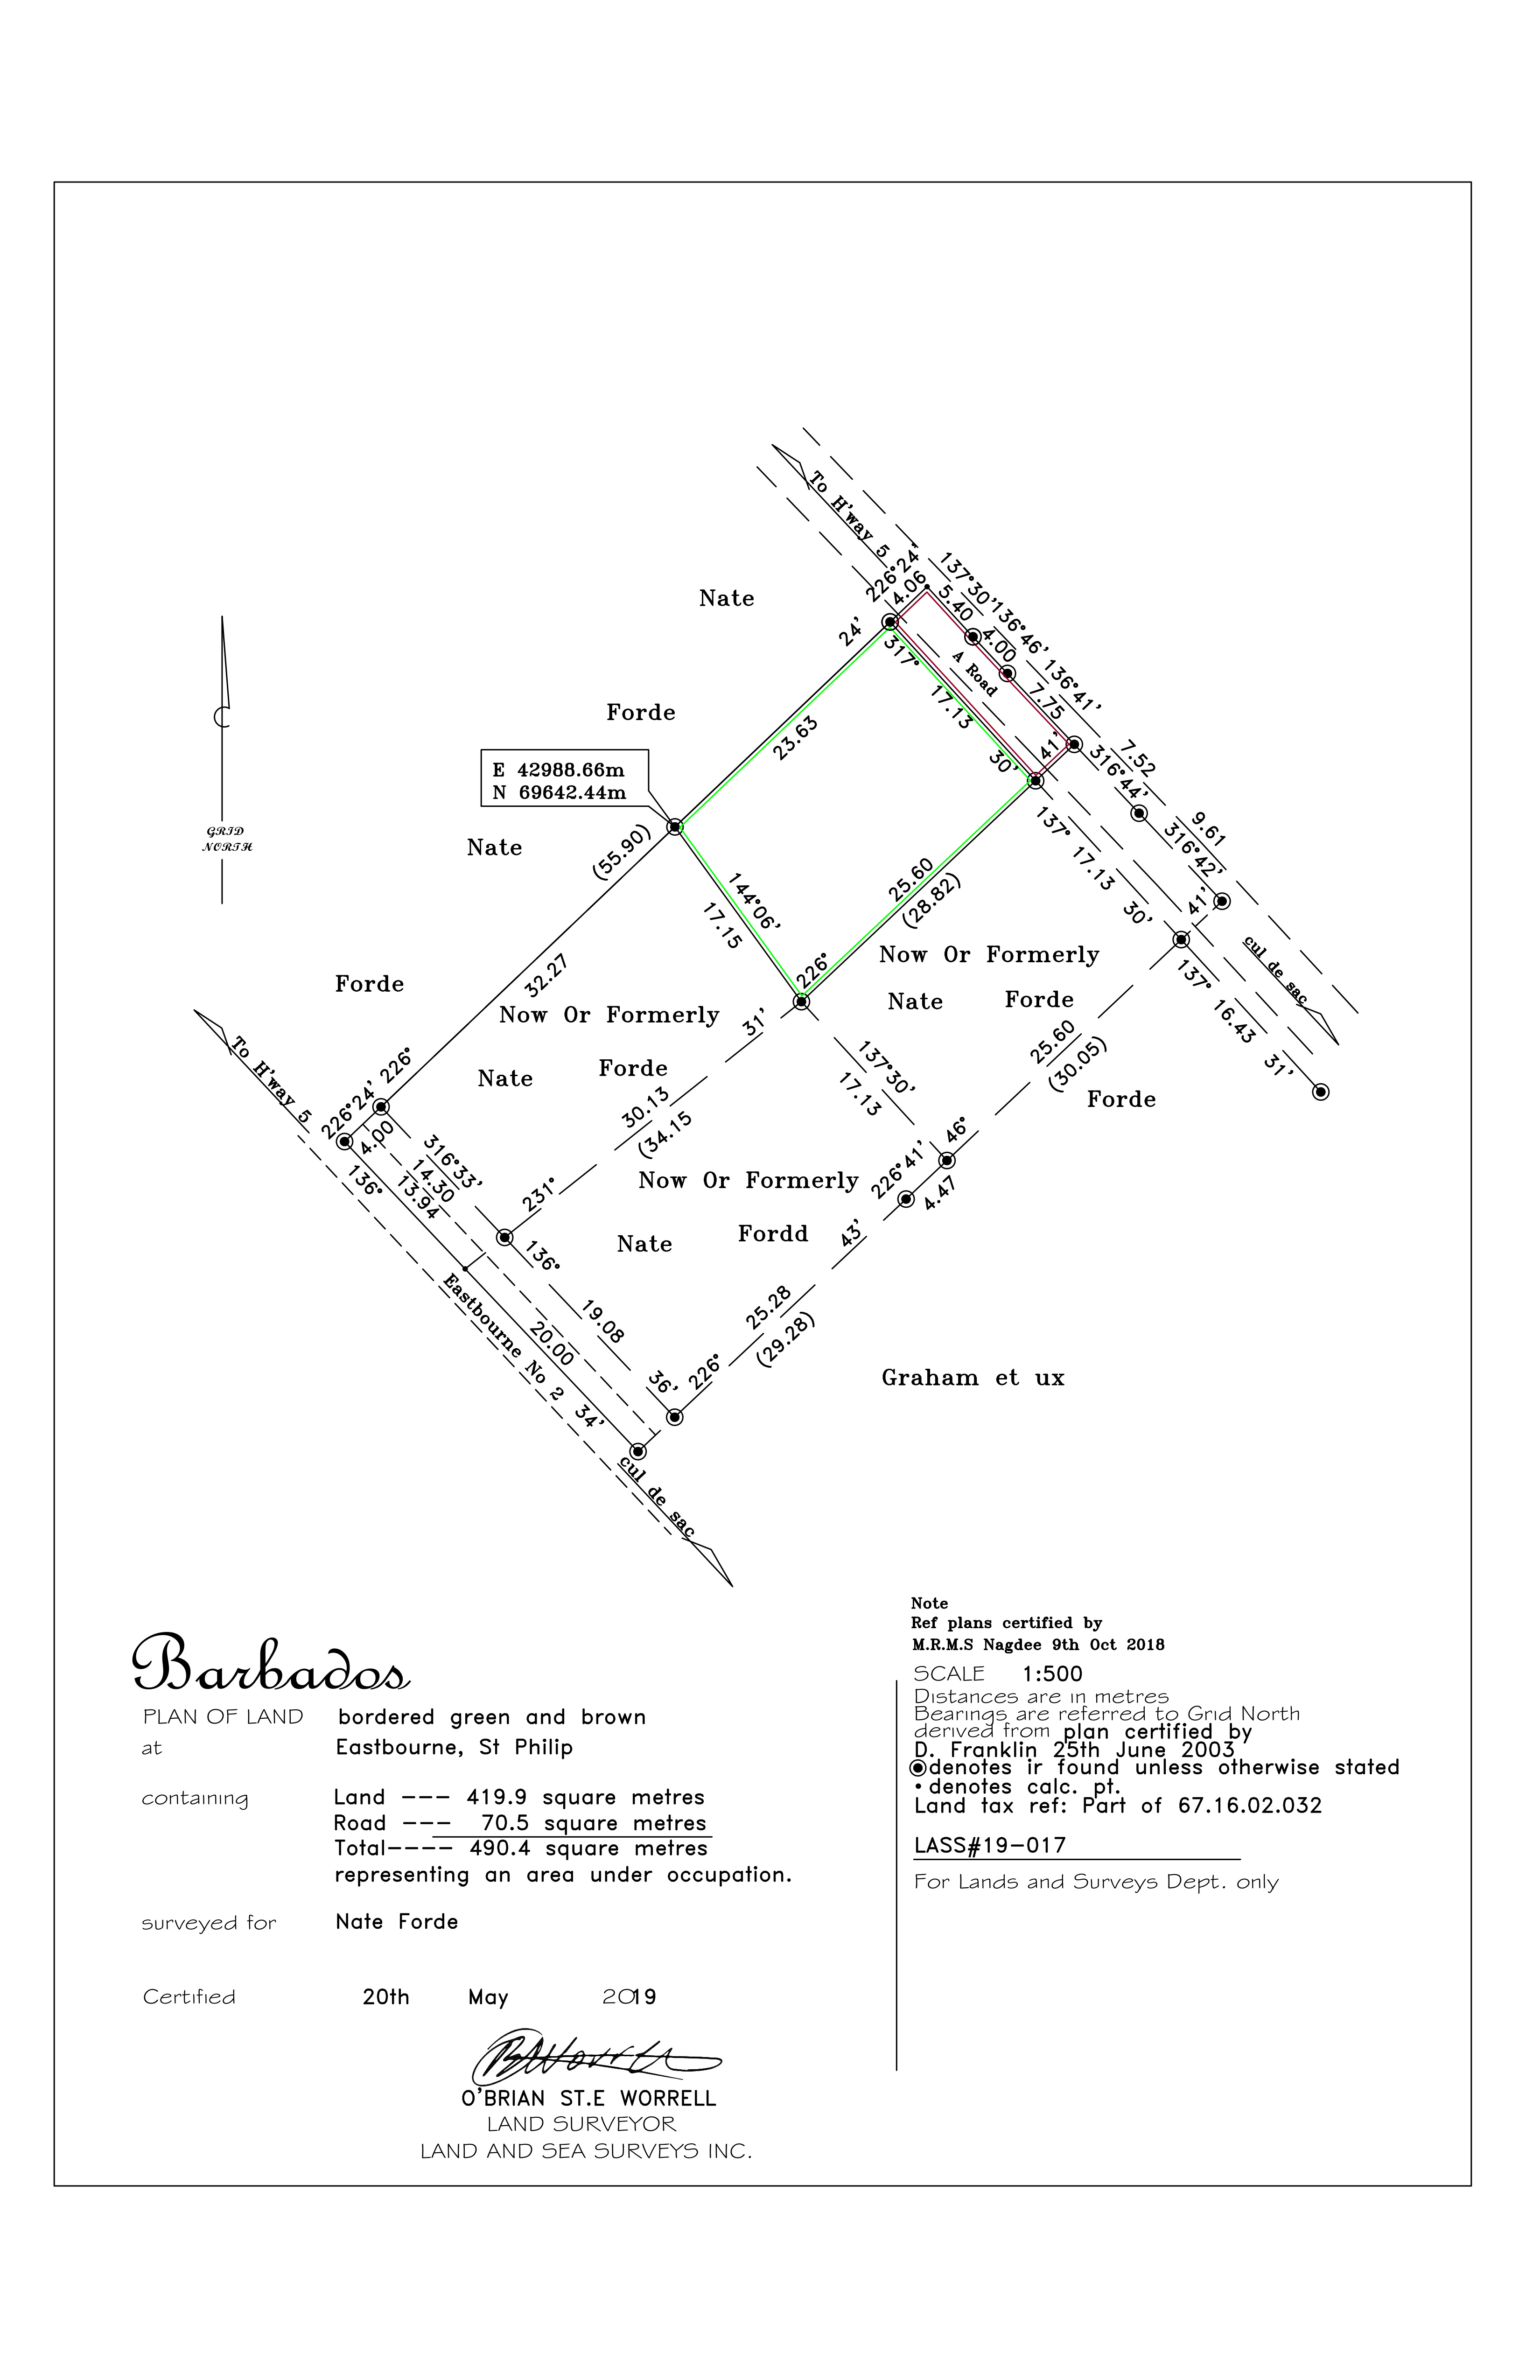 To H'way 5
226°24'
4.06
137°30'
5.40
136°46'
4.00
136°41'
7.75
A Road
Nate
24'
317°
17.13
30'
41'
Forde
23.63
E 42988.66m
N 69642.44m
316°44'
7.52
316°42'
9.61
41'
137°
17.13
30'
GRID
NORTH
Nate
(55.90)
144°06'
17.15
25.60
(28.82)
226°
Now Or Formerly
Nate Forde
cul de sac
137°
16.43
31'
Forde
32.27
Now Or Formerly
31'
Nate Forde
137°30'
17.13
25.60
(30.05)
Forde
To H'way 5
226°24'
226°
4.00
136°
316°33'
14.30
13.94
30.13
(34.15
231°
46°
226°41'
4.47
Now Or Formerly
Nate Fordd
43'
136°
19.08
36'
Eastbourne No 2
20.00
34'
25.28
(29.28)
226°
Graham et ux
cul de sac
Barbados
PLAN OF LAND bordered green and brown
at Eastbourne, St Philip
containing Land --- 419.9 square metres
Road --- 70.5 square metres
Total---- 490.4 square metres
representing an area under occupation.
surveyed for Nate Forde
Certified 20th May 2019
O'BRIAN ST.E WORRELL
LAND SURVEYOR
LAND AND SEA SURVEYS INC.
Note
Ref plans certified by
M.R.M.S Nagdee 9th Oct 2018
SCALE 1:500
Distances are in metres
Bearings are referred to Grid North
derived from plan certified by
D. Franklin 25th June 2003
denotes ir found unless otherwise stated
• denotes calc. pt.
Land tax ref: Part of 67.16.02.032
LASS#19-017
For Lands and Surveys Dept. only